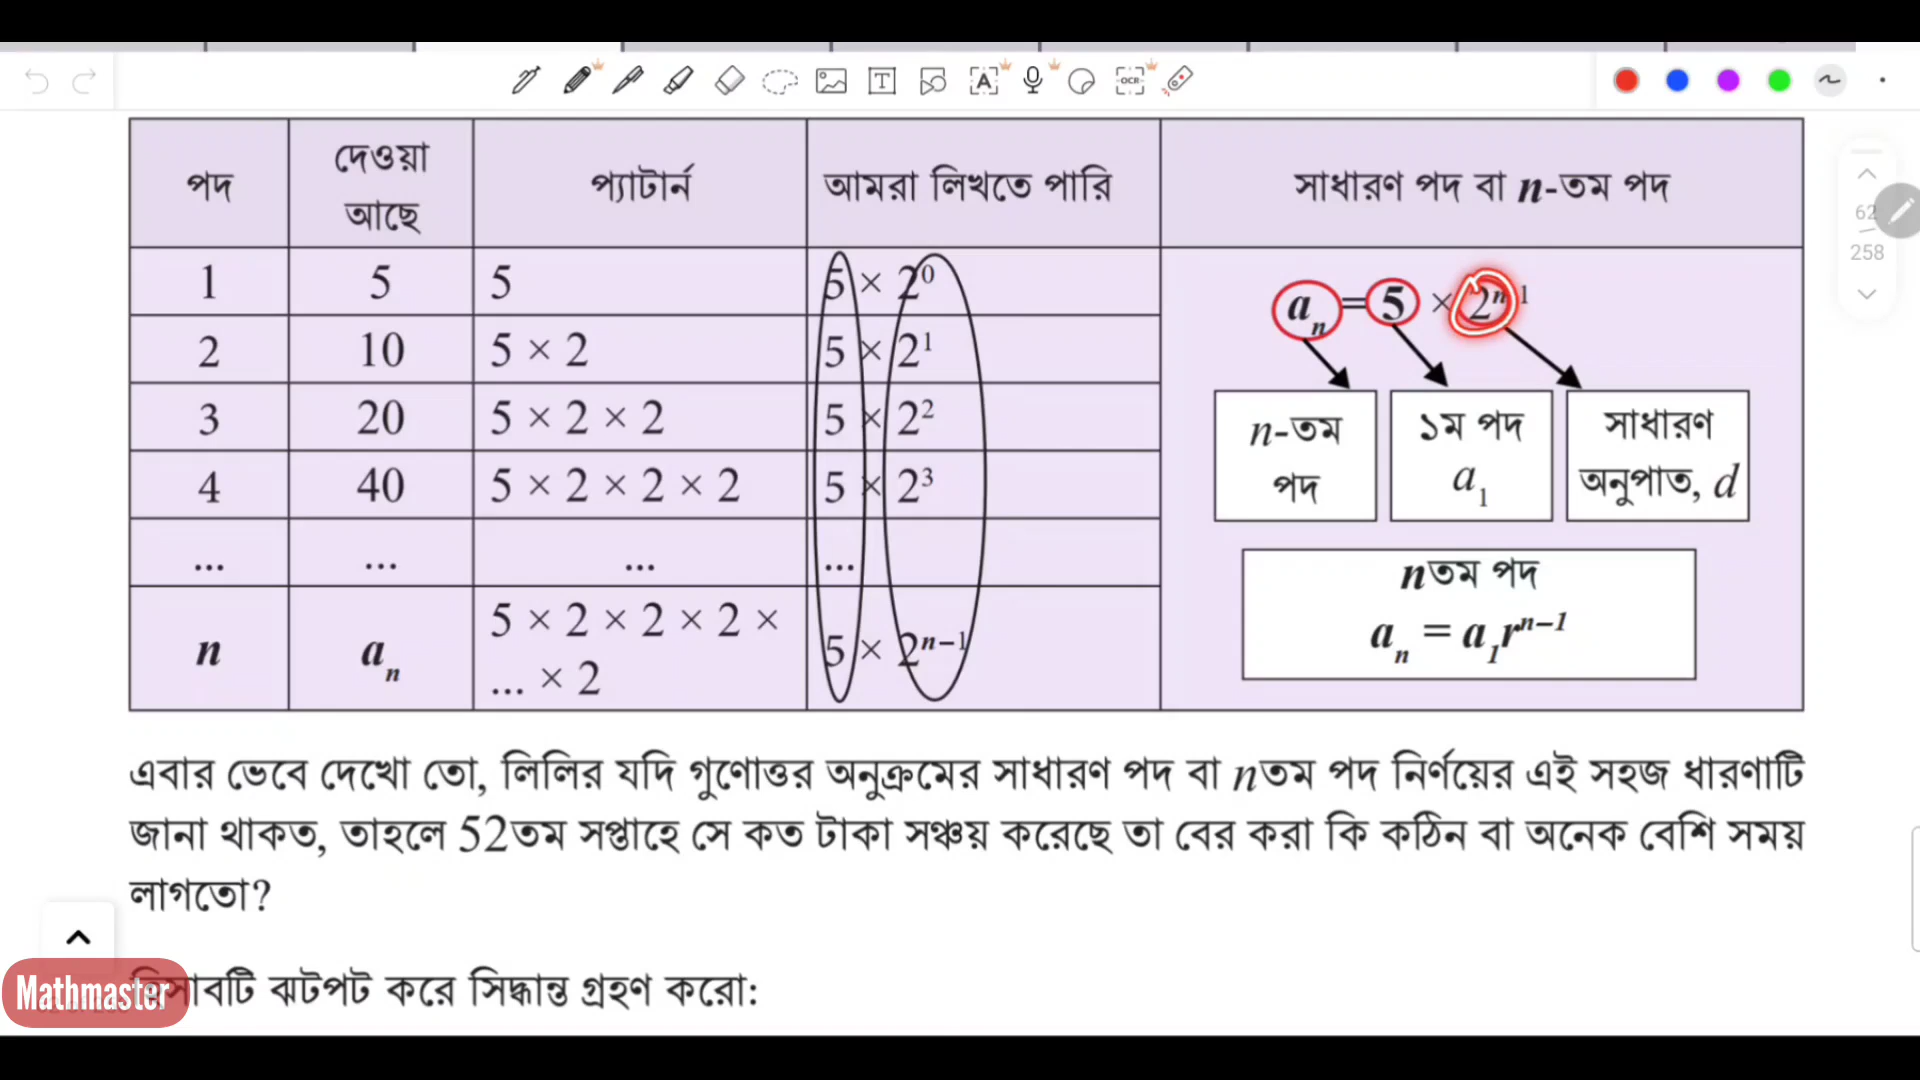 62
258
পদ
দেওয়া
আছে
প্যাটার্ন
আমরা লিখতে পারি
সাধারণ পদ বা n-তম পদ
1 5 5 5 × 2⁰
2 10 5 × 2 5 × 2¹
3 20 5 × 2 × 2 5 × 2²
4 40 5 × 2 × 2 × 2 5 × 2³
... ... ... ...
n aₙ 5 × 2 × 2 × 2 × 5 × 2ⁿ⁻¹
... × 2
aₙ = 5 × 2ⁿ⁻¹
n-তম
পদ
১ম পদ
a₁
সাধারণ
অনুপাত, d
nতম পদ
aₙ = a₁rⁿ⁻¹
এবার ভেবে দেখো তো, লিলির যদি গুণোত্তর অনুক্রমের সাধারণ পদ বা nতম পদ নির্ণয়ের এই সহজ ধারণাটি
জানা থাকত, তাহলে 52তম সপ্তাহে সে কত টাকা সঞ্চয় করেছে তা বের করা কি কঠিন বা অনেক বেশি সময়
লাগতো?
Mathmaster
ঝটপট করে সিদ্ধান্ত গ্রহণ করো: